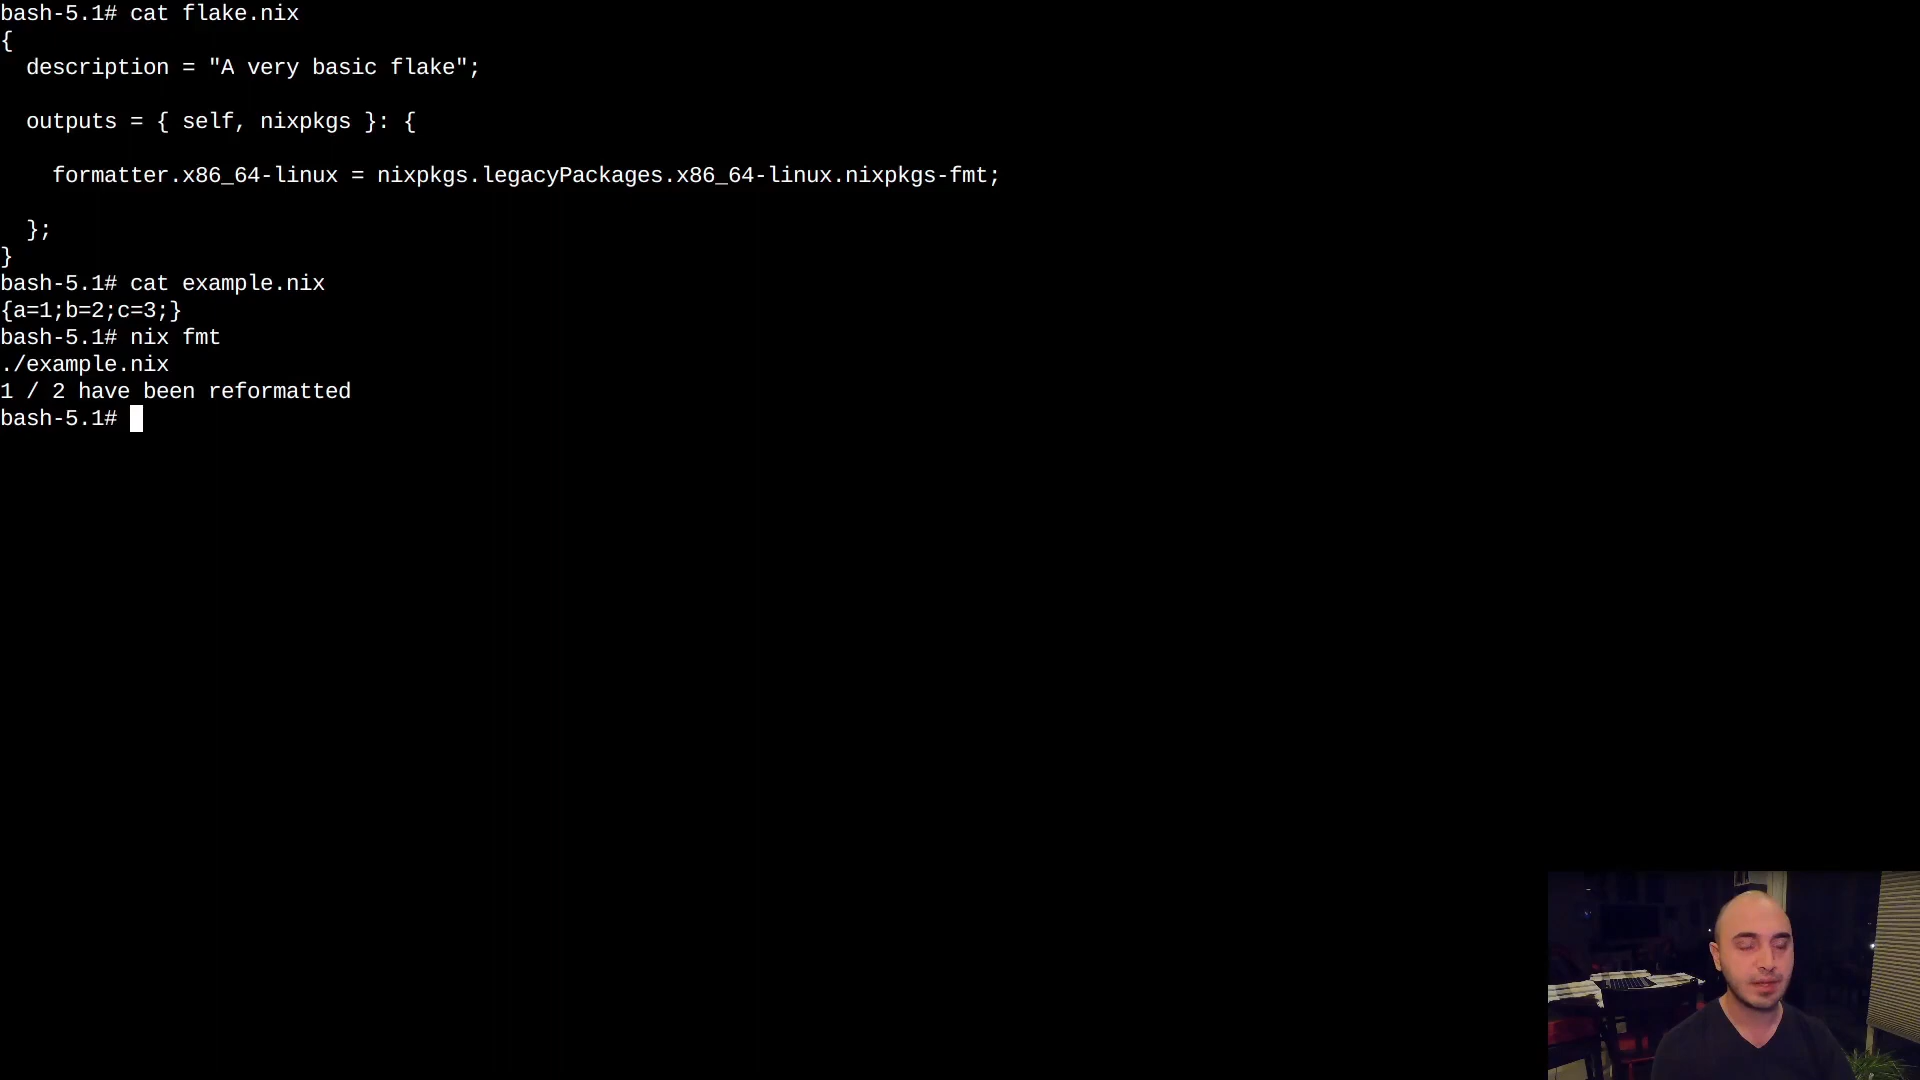 bash-5.1# cat flake.nix
{
  description = "A very basic flake";
  outputs = { self, nixpkgs }: {
    formatter.x86_64-linux = nixpkgs.legacyPackages.x86_64-linux.nixpkgs-fmt;
  };
}
bash-5.1# cat example.nix
{a=1;b=2;c=3;}
bash-5.1# nix fmt
./example.nix
1 / 2 have been reformatted
bash-5.1#